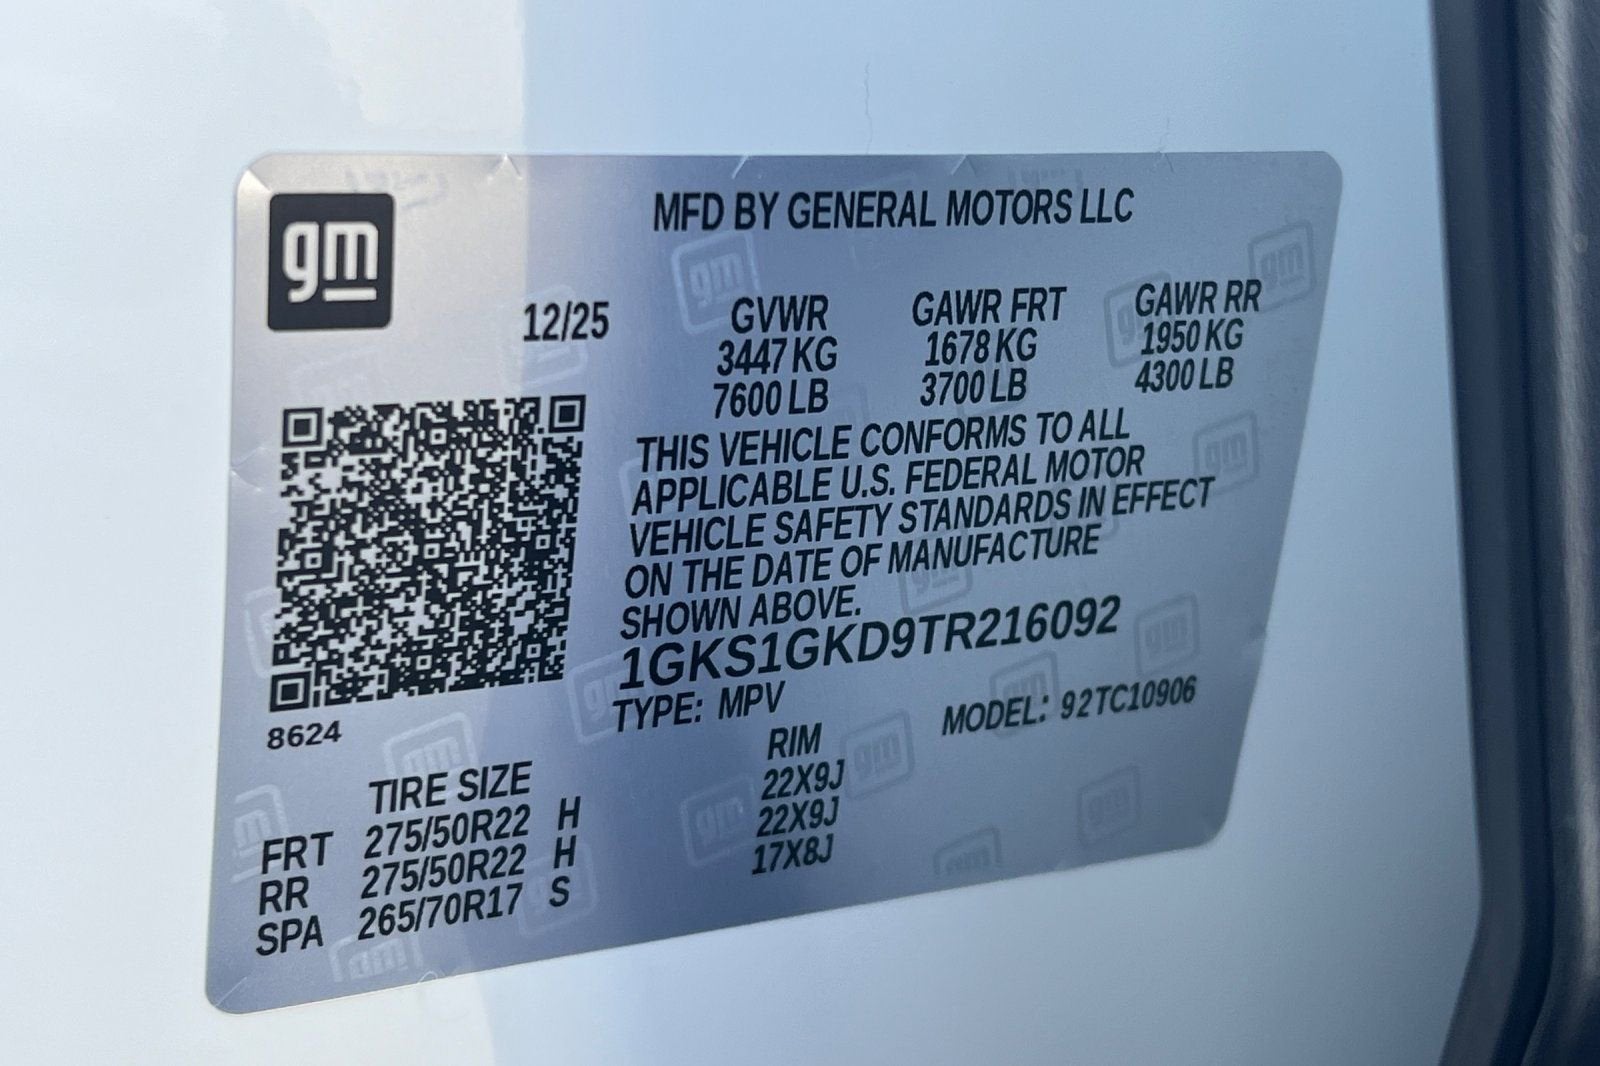 gm
MFD BY GENERAL MOTORS LLC
12/25
GVWR GAWR FRT GAWR RR
3447 KG 1678 KG 1950 KG
7600 LB 3700 LB 4300 LB
THIS VEHICLE CONFORMS TO ALL
APPLICABLE U.S. FEDERAL MOTOR
VEHICLE SAFETY STANDARDS IN EFFECT
ON THE DATE OF MANUFACTURE
SHOWN ABOVE.
1GKS1GKD9TR216092
TYPE: MPV MODEL: 92TC10906
8624
TIRE SIZE RIM
FRT 275/50R22 H 22X9J
RR 275/50R22 H 22X9J
SPA 265/70R17 S 17X8J